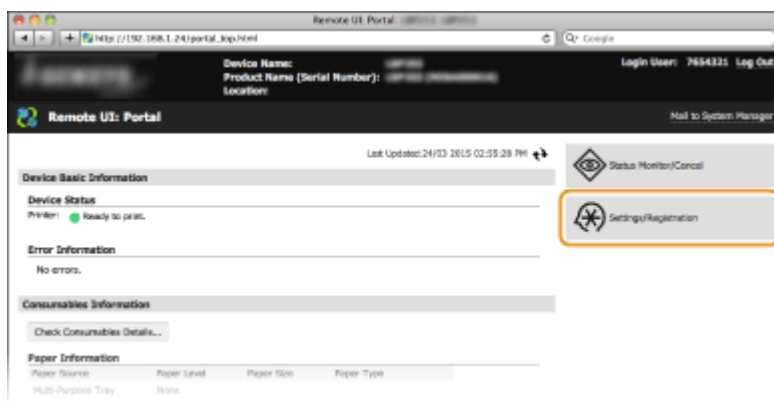 Remote UI: Portal
http://192.168.1.24/portal_top.html
Google
Device Name:
Product Name (Serial Number):
Location:
Login User: 7654321 Log Out
Remote UI: Portal
Mail to System Manager
Last Updated:24/03 2015 02:55:28 PM
Device Basic Information
Device Status
Printer: Ready to print.
Error Information
No errors.
Consumables Information
Check Consumables Details...
Paper Information
Paper Source Paper Level Paper Size Paper Type
Multi-Purpose Tray None
Status Monitor/Cancel
Settings/Registration